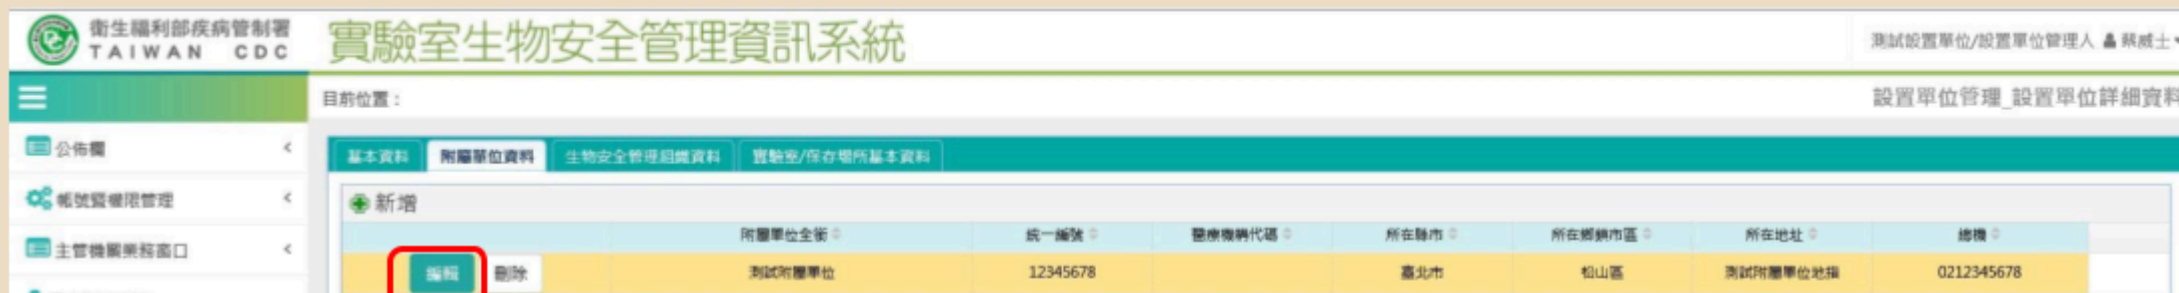 衛生福利部疾病管制署
TAIWAN CDC
實驗室生物安全管理資訊系統
測試設置單位/設置單位管理人 蔡威士
目前位置：
設置單位管理_設置單位詳細資料
公佈欄
帳號暨權限管理
主管機關業務窗口
基本資料 附屬單位資料 生物安全管理組織資料 實驗室/保存場所基本資料
新增
附屬單位全銜 統一編號 醫療機構代碼 所在縣市 所在鄉鎮市區 所在地址 總機
編輯 刪除 測試附屬單位 12345678 臺北市 松山區 測試附屬單位地指 0212345678